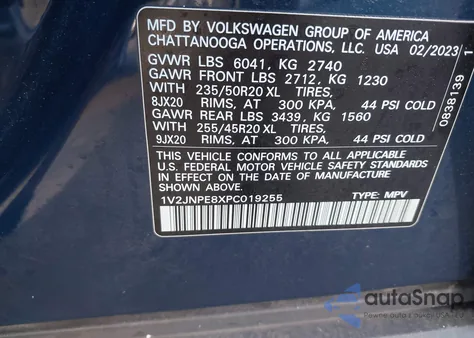 MFD BY VOLKSWAGEN GROUP OF AMERICA
CHATTANOOGA OPERATIONS, LLC. USA 02/2023
GVWR LBS 6041, KG 2740
GAWR FRONT LBS 2712, KG 1230
235/50R20 XL TIRES,
8JX20 RIMS, AT 300 KPA, 44 PSI COLD
GAWR REAR LBS 3439, KG 1560
255/45R20 XL TIRES,
9JX20 RIMS, AT 300 KPA, 44 PSI COLD
THIS VEHICLE CONFORMS TO ALL APPLICABLE
U.S. FEDERAL MOTOR VEHICLE SAFETY STANDARDS
IN EFFECT ON THE DATE OF MANUFACTURE
SHOWN ABOVE.
1V2JNPE8XPC019255 TYPE: MPV
0838139 T
autoSnap